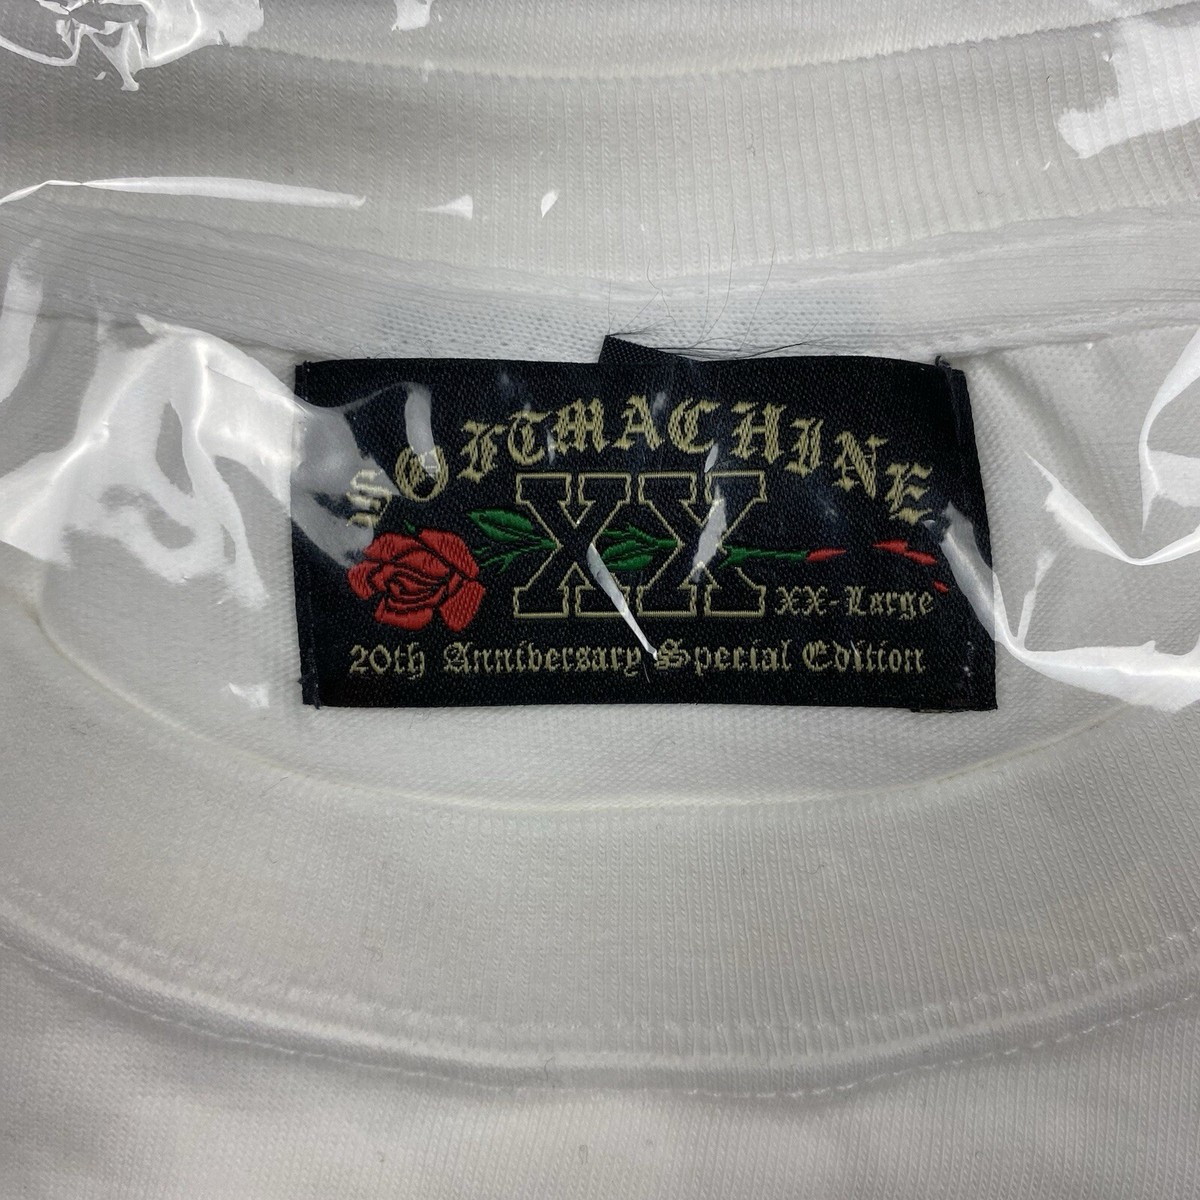 SOFTMACHINE
XX
XX-Large
20th Anniversary Special Edition